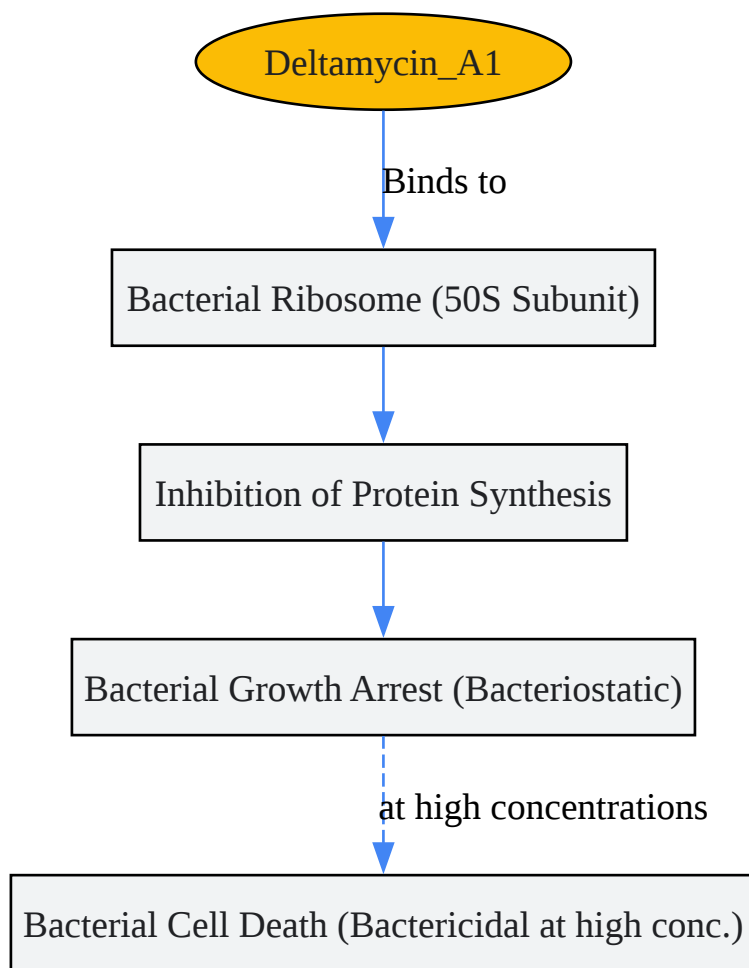 Deltamycin_A1
Binds to
Bacterial Ribosome (50S Subunit)
Inhibition of Protein Synthesis
Bacterial Growth Arrest (Bacteriostatic)
at high concentrations
Bacterial Cell Death (Bactericidal at high conc.)